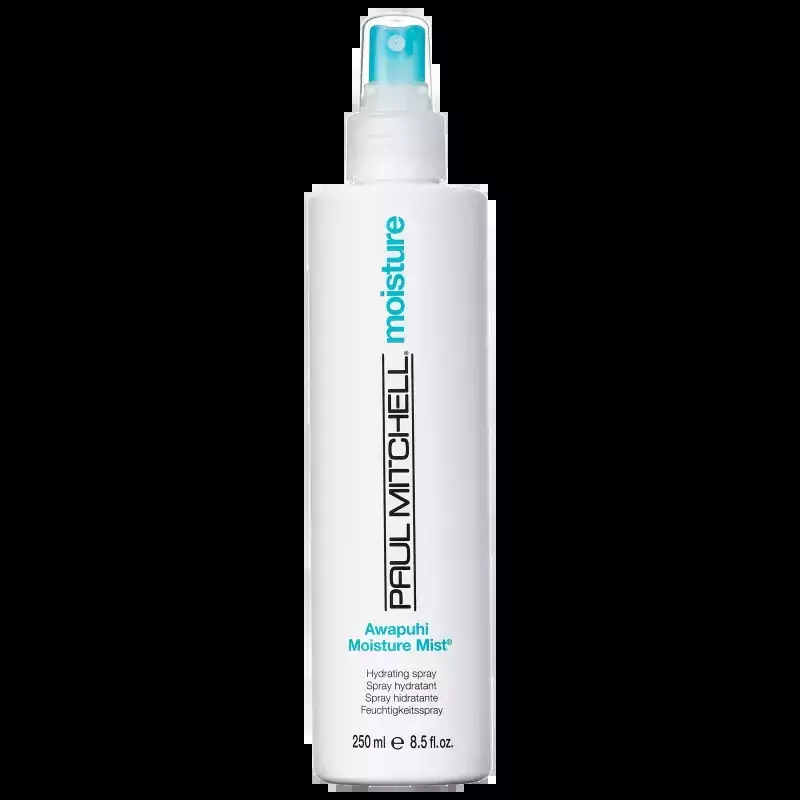 moisture
PAUL MITCHELL®
Awapuhi
Moisture Mist®
Hydrating spray
Spray hydratant
Spray hidratante
Feuchtigkeitsspray
250 ml e 8.5 fl. oz.